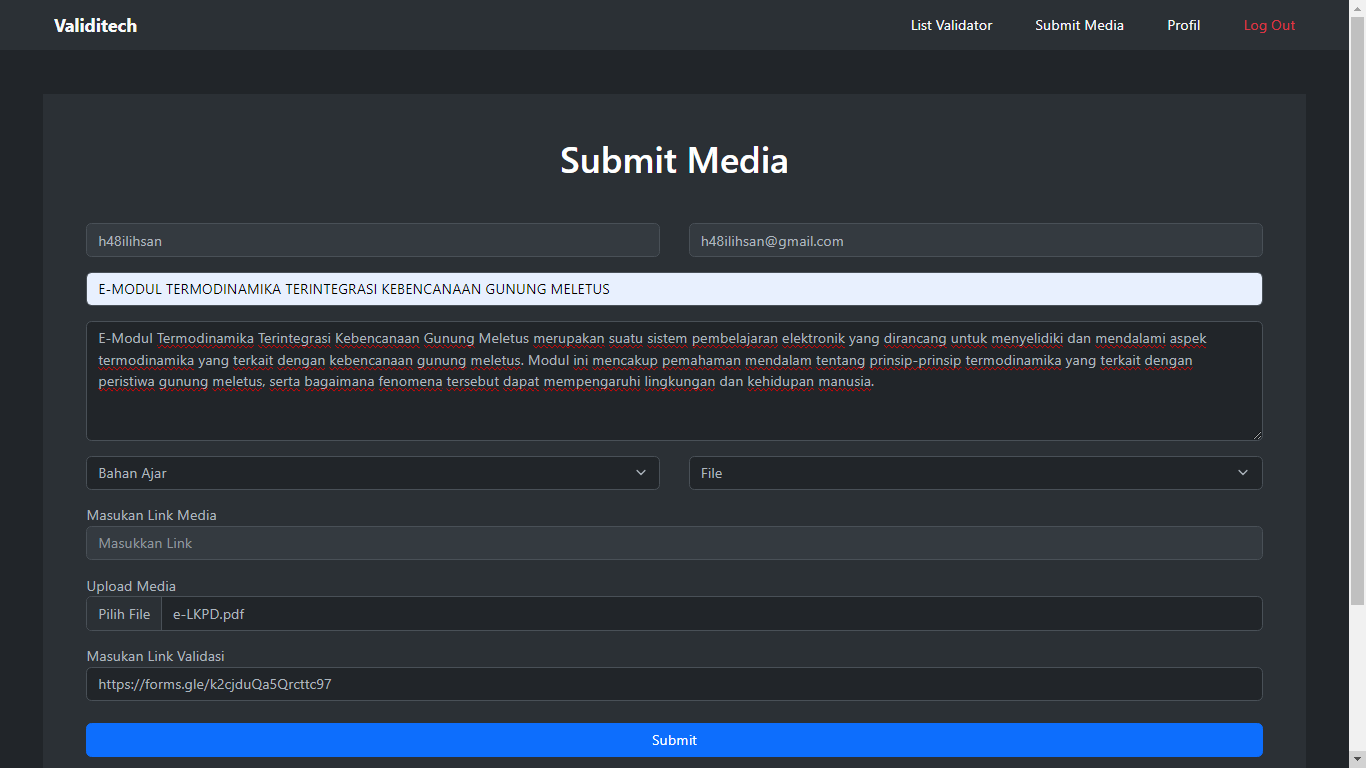 Validitech
List Validator
Submit Media
Profil
Log Out
Submit Media
h48ilihsan
h48ilihsan@gmail.com
E-MODUL TERMODINAMIKA TERINTEGRASI KEBENCANAAN GUNUNG MELETUS
E-Modul Termodinamika Terintegrasi Kebencanaan Gunung Meletus merupakan suatu sistem pembelajaran elektronik yang dirancang untuk menyelidiki dan mendalami aspek
termodinamika yang terkait dengan kebencanaan gunung meletus. Modul ini mencakup pemahaman mendalam tentang prinsip-prinsip termodinamika yang terkait dengan
peristiwa gunung meletus, serta bagaimana fenomena tersebut dapat mempengaruhi lingkungan dan kehidupan manusia.
Bahan Ajar
File
Masukan Link Media
Masukkan Link
Upload Media
Pilih File
e-LKPD.pdf
Masukan Link Validasi
https://forms.gle/k2cjduQa5Qrcttc97
Submit